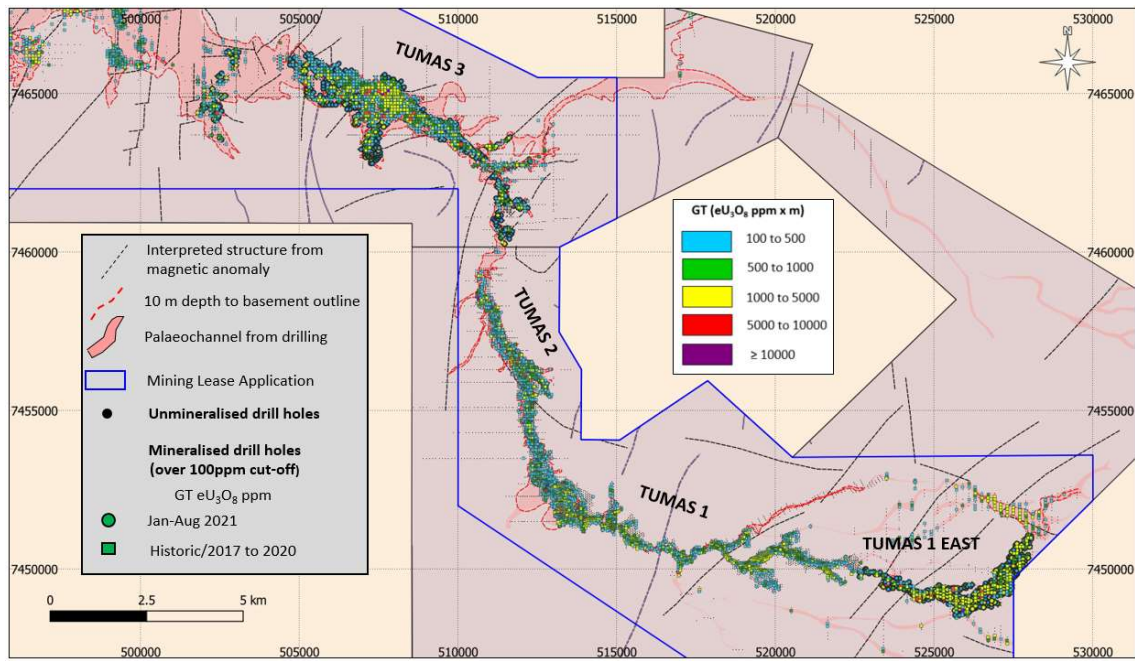 500000 505000 510000 515000 520000 525000 530000
N
TUMAS 3
7465000 7465000
GT (eU₃O₈ ppm x m)
100 to 500
500 to 1000
1000 to 5000
5000 to 10000
≥ 10000
7460000 7460000
Interpreted structure from
magnetic anomaly
10 m depth to basement outline
Palaeochannel from drilling
Mining Lease Application
Unmineralised drill holes
Mineralised drill holes
(over 100ppm cut-off)
GT eU₃O₈ ppm
Jan-Aug 2021
Historic/2017 to 2020
0 2.5 5 km
TUMAS 2
7455000 7455000
TUMAS 1
TUMAS 1 EAST
7450000 7450000
500000 505000 510000 515000 520000 525000 530000